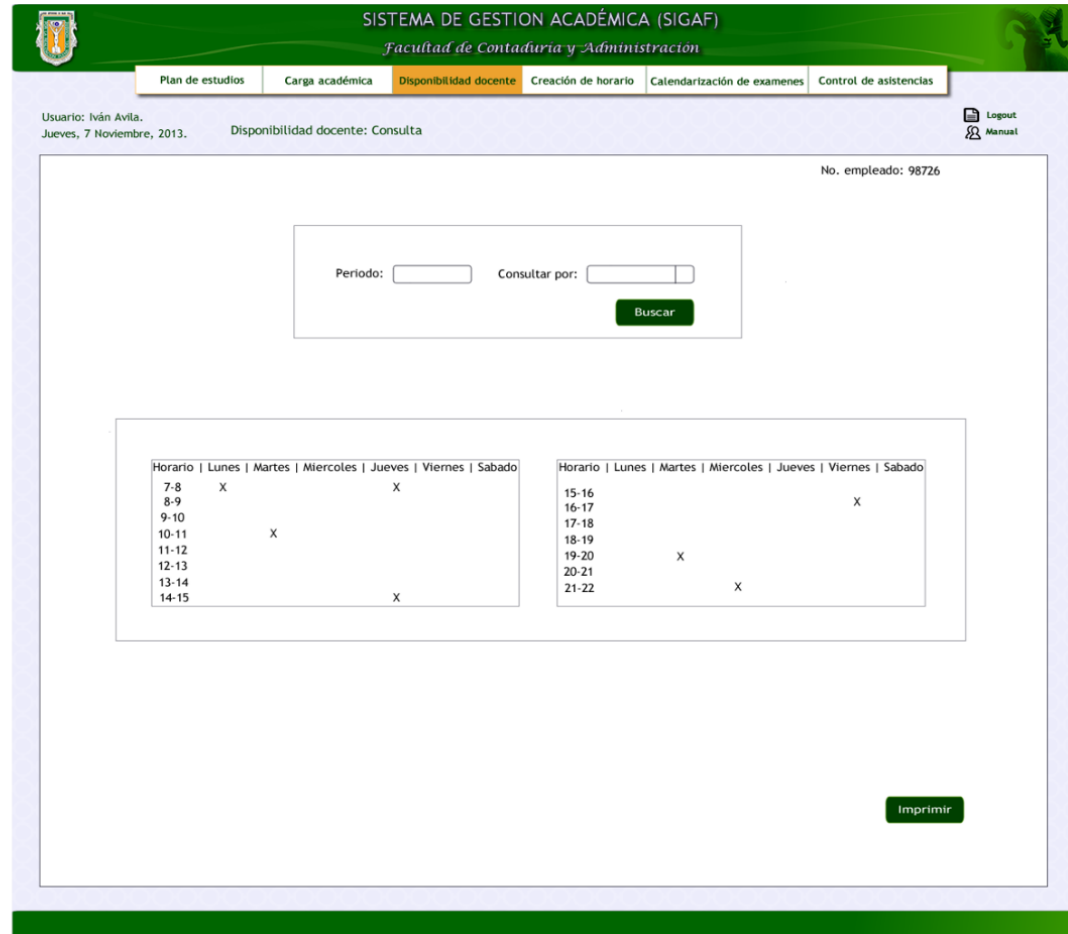 SISTEMA DE GESTION ACADÉMICA (SIGAF)
Facultad de Contaduría y Administración
Plan de estudios Carga académica Disponibilidad docente Creación de horario Calendarización de examenes Control de asistencias
Usuario: Iván Avila.
Jueves, 7 Noviembre, 2013.
Disponibilidad docente: Consulta
Logout
Manual
No. empleado: 98726
Periodo: Consultar por:
Buscar
Horario | Lunes | Martes | Miercoles | Jueves | Viernes | Sabado
7-8 X X
8-9
9-10
10-11 X
11-12
12-13
13-14
14-15 X
Horario | Lunes | Martes | Miercoles | Jueves | Viernes | Sabado
15-16
16-17 X
17-18
18-19
19-20 X
20-21
21-22 X
Imprimir